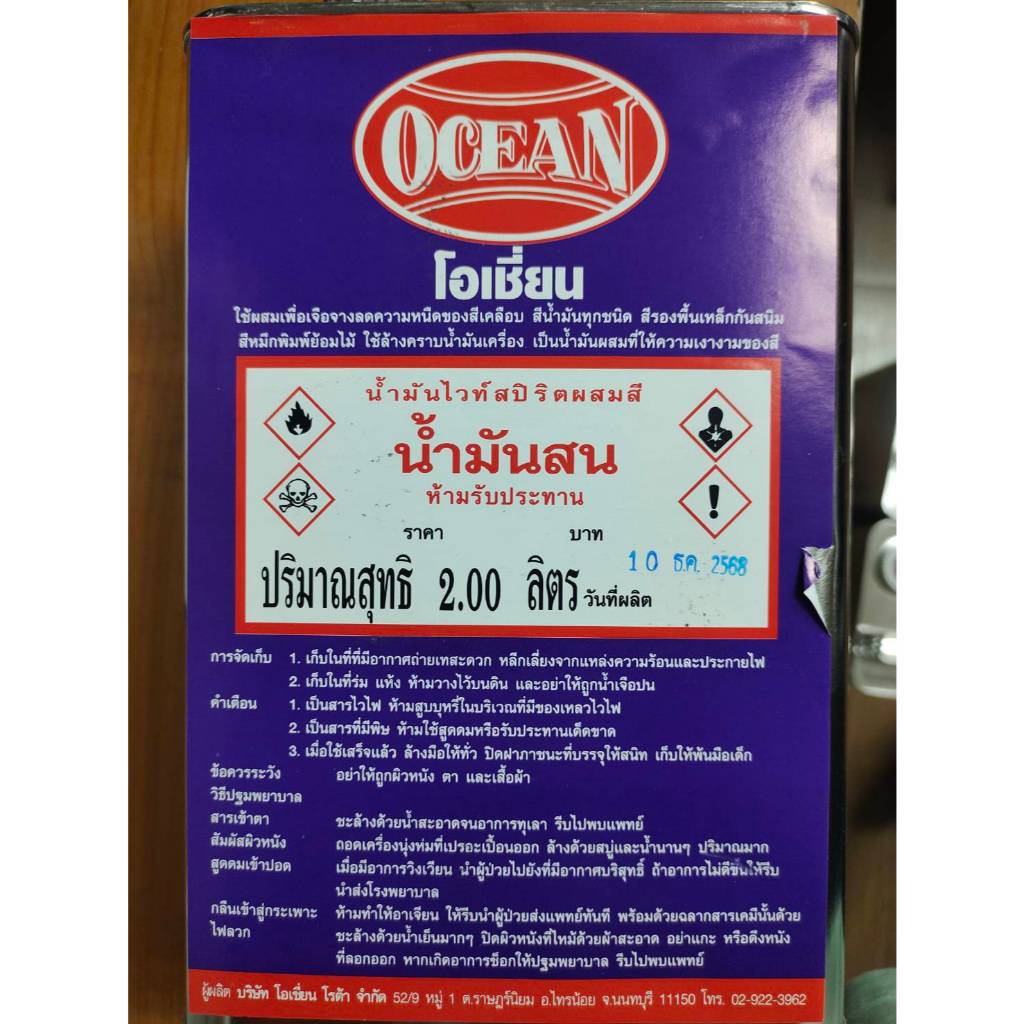 OCEAN
โอเชี่ยน
ใช้ผสมเพื่อเจือจางลดความหนืดของสีเคลือบ สีน้ำมันทุกชนิด สีรองพื้นเหล็กกันสนิม
สีหมึกพิมพ์ย้อมไม้ ใช้ล้างคราบน้ำมันเครื่อง เป็นน้ำมันผสมที่ให้ความเงางามของสี
น้ำมันไวท์สปิริตผสมสี
น้ำมันสน
ห้ามรับประทาน
ราคา บาท
10 ธ.ค. 2568
ปริมาณสุทธิ 2.00 ลิตร วันที่ผลิต
การจัดเก็บ 1. เก็บในที่ที่มีอากาศถ่ายเทสะดวก หลีกเลี่ยงจากแหล่งความร้อนและประกายไฟ
2. เก็บในที่ร่ม แห้ง ห้ามวางไว้บนดิน และอย่าให้ถูกน้ำเจือปน
คำเตือน 1. เป็นสารไวไฟ ห้ามสูบบุหรี่ในบริเวณที่มีของเหลวไวไฟ
2. เป็นสารที่มีพิษ ห้ามใช้สูดดมหรือรับประทานเด็ดขาด
3. เมื่อใช้เสร็จแล้ว ล้างมือให้ทั่ว ปิดฝาภาชนะที่บรรจุให้สนิท เก็บให้พ้นมือเด็ก
ข้อควรระวัง อย่าให้ถูกผิวหนัง ตา และเสื้อผ้า
วิธีปฐมพยาบาล
สารเข้าตา ชะล้างด้วยน้ำสะอาดจนอาการทุเลา รีบไปพบแพทย์
สัมผัสผิวหนัง ถอดเครื่องนุ่งห่มที่เปรอะเปื้อนออก ล้างด้วยสบู่และน้ำนานๆ ปริมาณมาก
สูดดมเข้าปอด เมื่อมีอาการวิงเวียน นำผู้ป่วยไปยังที่มีอากาศบริสุทธิ์ ถ้าอาการไม่ดีขึ้นให้รีบ
นำส่งโรงพยาบาล
กลืนเข้าสู่กระเพาะ ห้ามทำให้อาเจียน ให้รีบนำผู้ป่วยส่งแพทย์ทันที พร้อมด้วยฉลากสารเคมีนั้นด้วย
ไฟลวก ชะล้างด้วยน้ำเย็นมากๆ ปิดผิวหนังที่ไหม้ด้วยผ้าสะอาด อย่าแกะ หรือดึงหนัง
ที่ลอกออก หากเกิดอาการช็อกให้ปฐมพยาบาล รีบไปพบแพทย์
ผู้ผลิต บริษัท โอเชี่ยน โรต้า จำกัด 52/9 หมู่ 1 ต.ราษฎร์นิยม อ.ไทรน้อย จ.นนทบุรี 11150 โทร. 02-922-3962